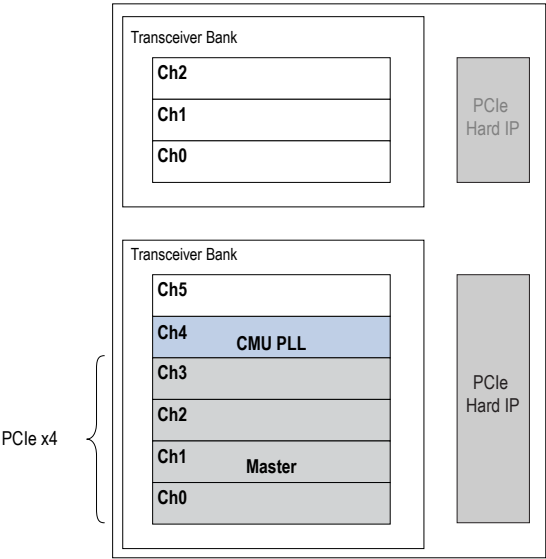 Transceiver Bank
Ch2
Ch1
Ch0
PCIe
Hard IP
Transceiver Bank
Ch5
Ch4 CMU PLL
Ch3
Ch2
Ch1 Master
Ch0
PCIe
Hard IP
PCIe x4